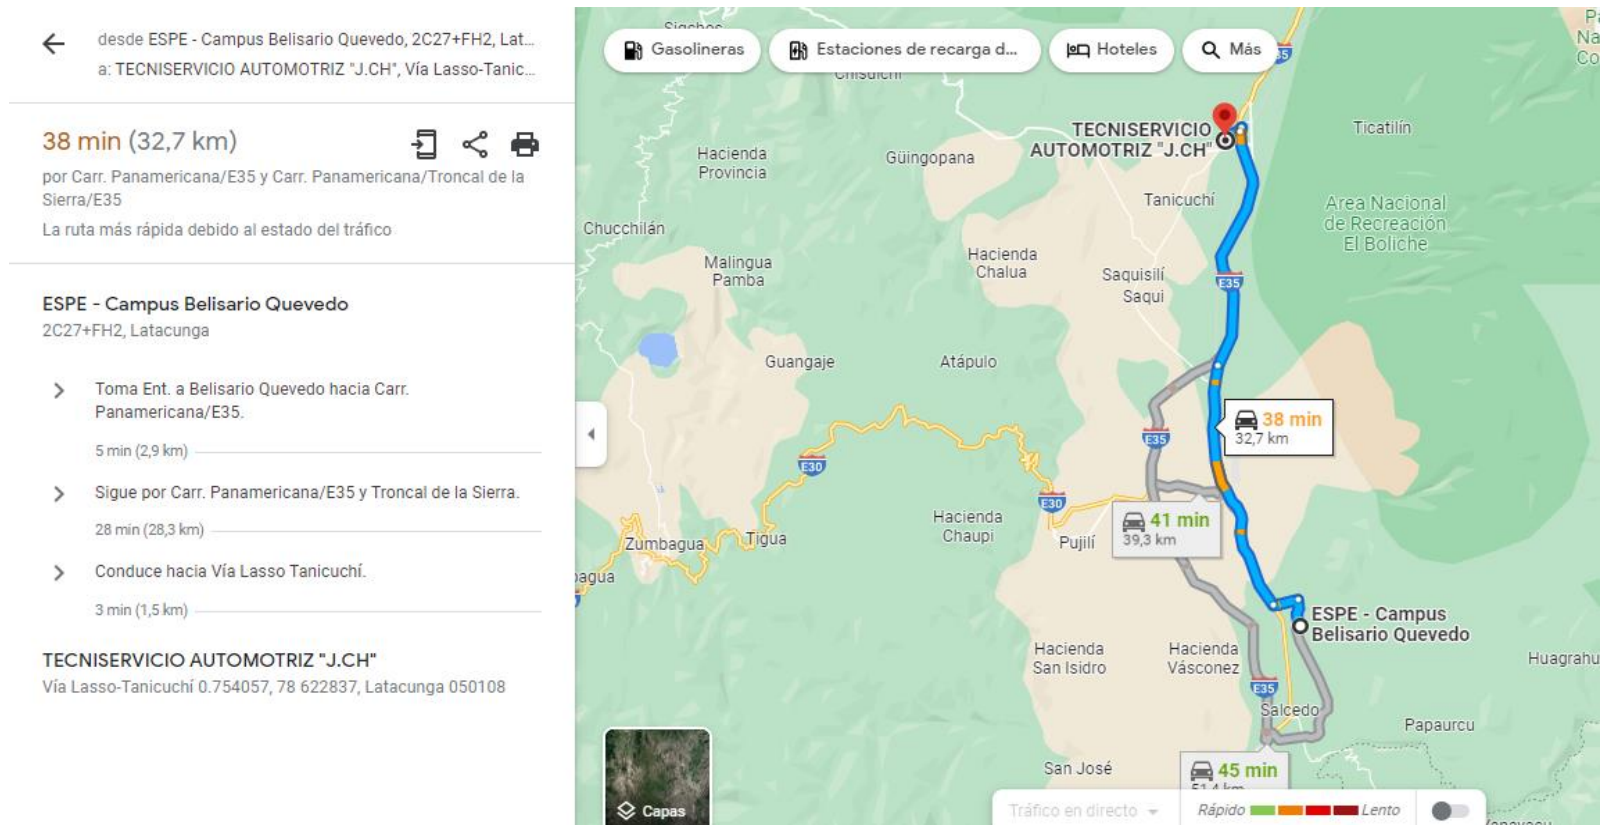 desde ESPE - Campus Belisario Quevedo, 2C27+FH2, Lat...
a: TECNISERVICIO AUTOMOTRIZ "J.CH", Vía Lasso-Tanic...
38 min (32,7 km)
por Carr. Panamericana/E35 y Carr. Panamericana/Troncal de la
Sierra/E35
La ruta más rápida debido al estado del tráfico
ESPE - Campus Belisario Quevedo
2C27+FH2, Latacunga
Toma Ent. a Belisario Quevedo hacia Carr.
Panamericana/E35.
5 min (2,9 km)
Sigue por Carr. Panamericana/E35 y Troncal de la Sierra.
28 min (28,3 km)
Conduce hacia Vía Lasso Tanicuchí.
3 min (1,5 km)
TECNISERVICIO AUTOMOTRIZ "J.CH"
Vía Lasso-Tanicuchí 0.754057, 78 622837, Latacunga 050108
Gasolineras
Estaciones de recarga d...
Hoteles
Más
TECNISERVICIO
AUTOMOTRIZ "J.CH"
Ticatilín
Hacienda
Provincia
Güingopana
Tanicuchí
Area Nacional
de Recreación
El Boliche
Chucchilán
Malingua
Pamba
Hacienda
Chalua
Saquisilí
Saqui
E35
Guangaje
Atápulo
38 min
32,7 km
E35
E30
E30
Hacienda
Chaupi
41 min
39,3 km
Pujilí
Zumbagua
Tigua
agua
ESPE - Campus
Belisario Quevedo
Hacienda
San Isidro
Hacienda
Vásconez
Huagrahu
E35
Salcedo
Papaurcu
San José
45 min
51,4 km
Capas
Tráfico en directo
Rápido
Lento